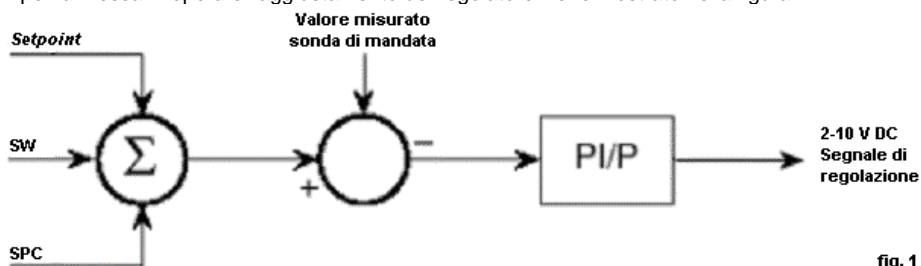 Valore misurato
sonda di mandata
Setpoint
SW
SPC
Σ
+
−
PI/P
2-10 V DC
Segnale di
regolazione
fig. 1